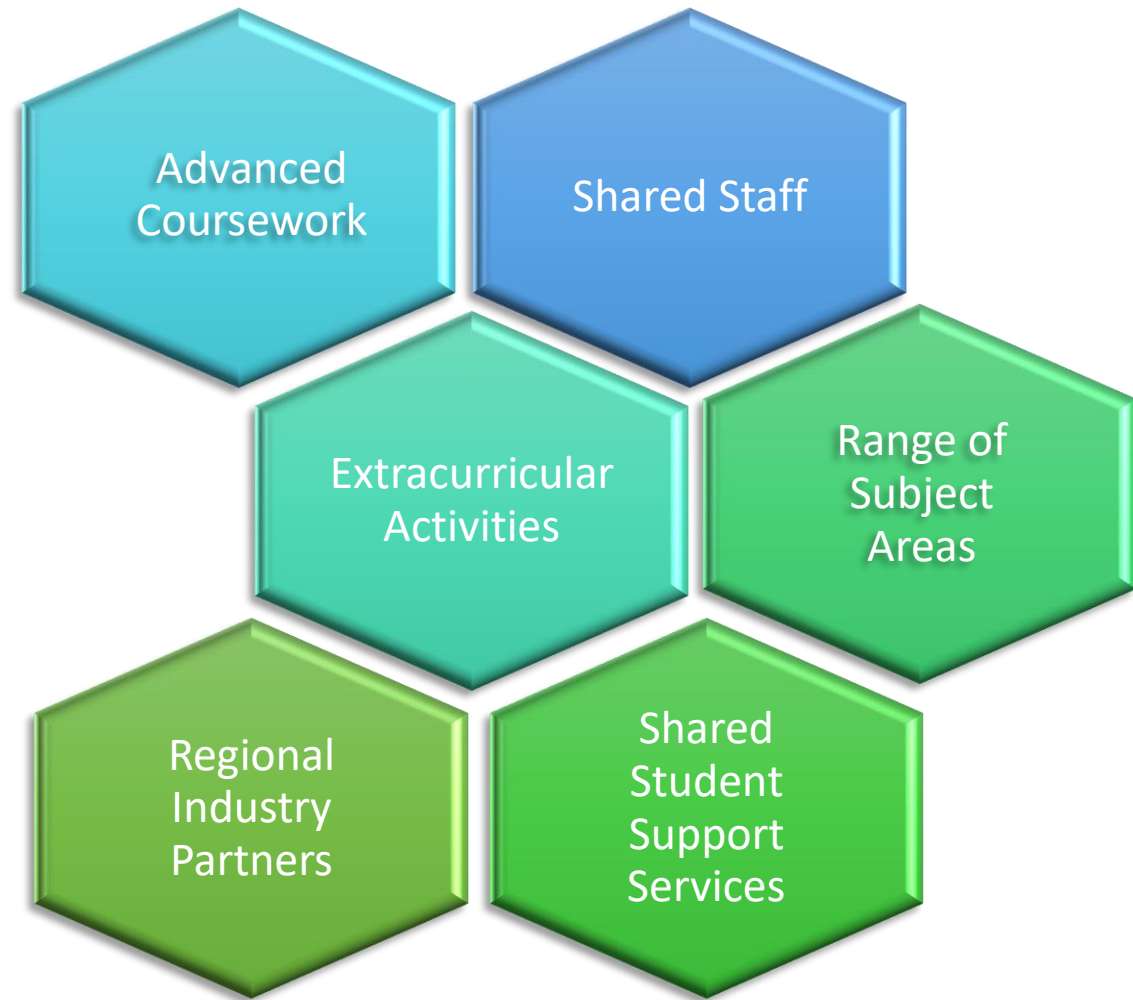 Advanced
Coursework
Shared Staff
Extracurricular
Activities
Range of
Subject
Areas
Regional
Industry
Partners
Shared
Student
Support
Services